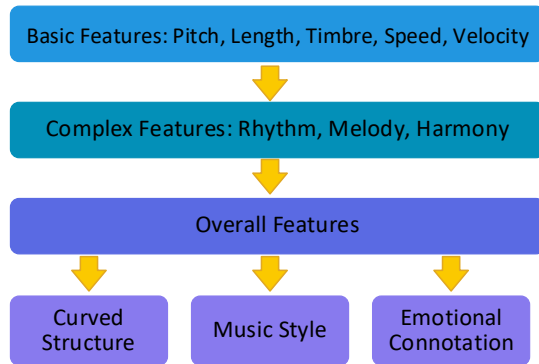 Basic Features: Pitch, Length, Timbre, Speed, Velocity
Complex Features: Rhythm, Melody, Harmony
Overall Features
Curved
Structure
Music Style
Emotional
Connotation